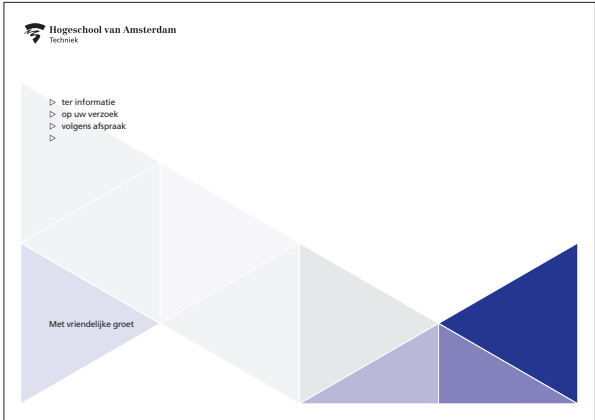 Hogeschool van Amsterdam
Techniek
ter informatie
op uw verzoek
volgens afspraak
Met vriendelijke groet